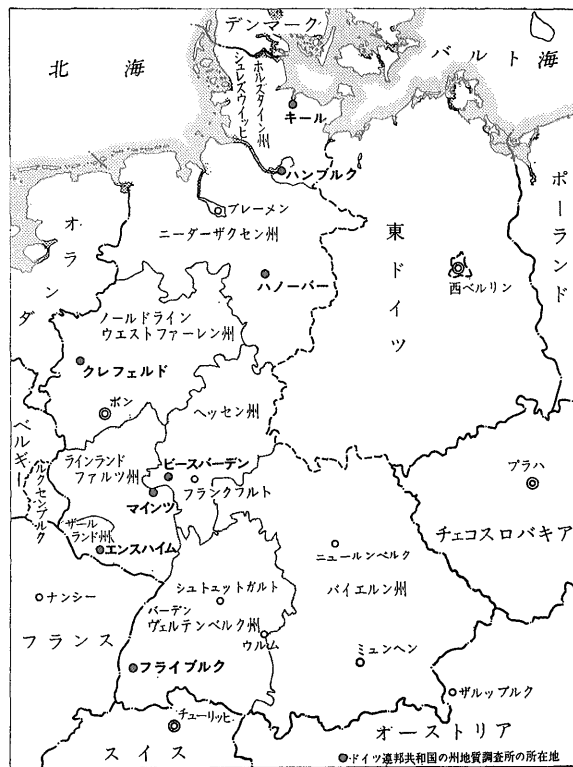 デンマーク
北海
バルト海
シュレズウィッヒ
ホルスタイン州
キール
ハンブルク
ブレーメン
ニーダーザクセン州
オランダ
ポーランド
東ドイツ
西ベルリン
ハノーバー
ノールドライン
ウエストファーレン州
クレフェルド
ボン
ヘッセン州
ベルギー
ルクセンブルク
ラインランド
ファルツ州
ビースバーデン
フランクフルト
マインツ
プラハ
チェコスロバキア
ザール
ランド州
エンスハイム
ニュールンベルク
ナンシー
シュトュットガルト
バイエルン州
バーデン
ヴェルテンベルク州
ウルム
フランス
ミュンヘン
フライブルク
ザルツブルク
チューリッヒ
オーストリア
スイス
ドイツ連邦共和国の州地質調査所の所在地